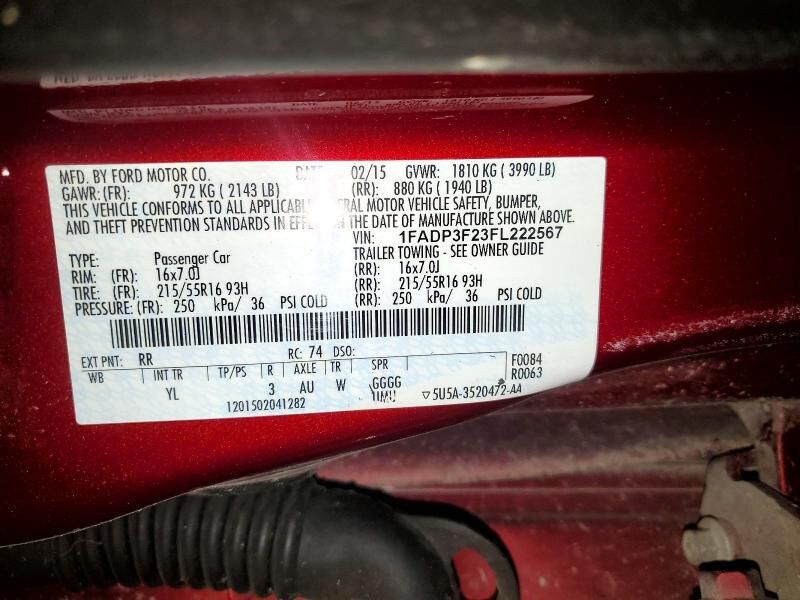 MFD. BY FORD MOTOR CO. 02/15 GVWR: 1810 KG ( 3990 LB)
GAWR: (FR): 972 KG ( 2143 LB) (RR): 880 KG ( 1940 LB)
THIS VEHICLE CONFORMS TO ALL MOTOR VEHICLE SAFETY, BUMPER,
AND THEFT PREVENTION STANDARDS IN THE DATE OF MANUFACTURE SHOWN ABOVE.
VIN: 1FADP3F23FL222567
TYPE: Passenger Car TRAILER TOWING - SEE OWNER GUIDE
RIM: (FR): 16x7.0J (RR): 16x7.0J
TIRE: (FR): 215/55R16 93H (RR): 215/55R16 93H
PRESSURE: (FR): 250 kPa/ 36 PSI COLD (RR): 250 kPa/ 36 PSI COLD
EXT PNT: RR RC: 74 DSO:
WB INT TR TP/PS R AXLE TR SPR F0084
YL 3 AU W GGGG R0063
1201502041282 5U5A-3520472-AA